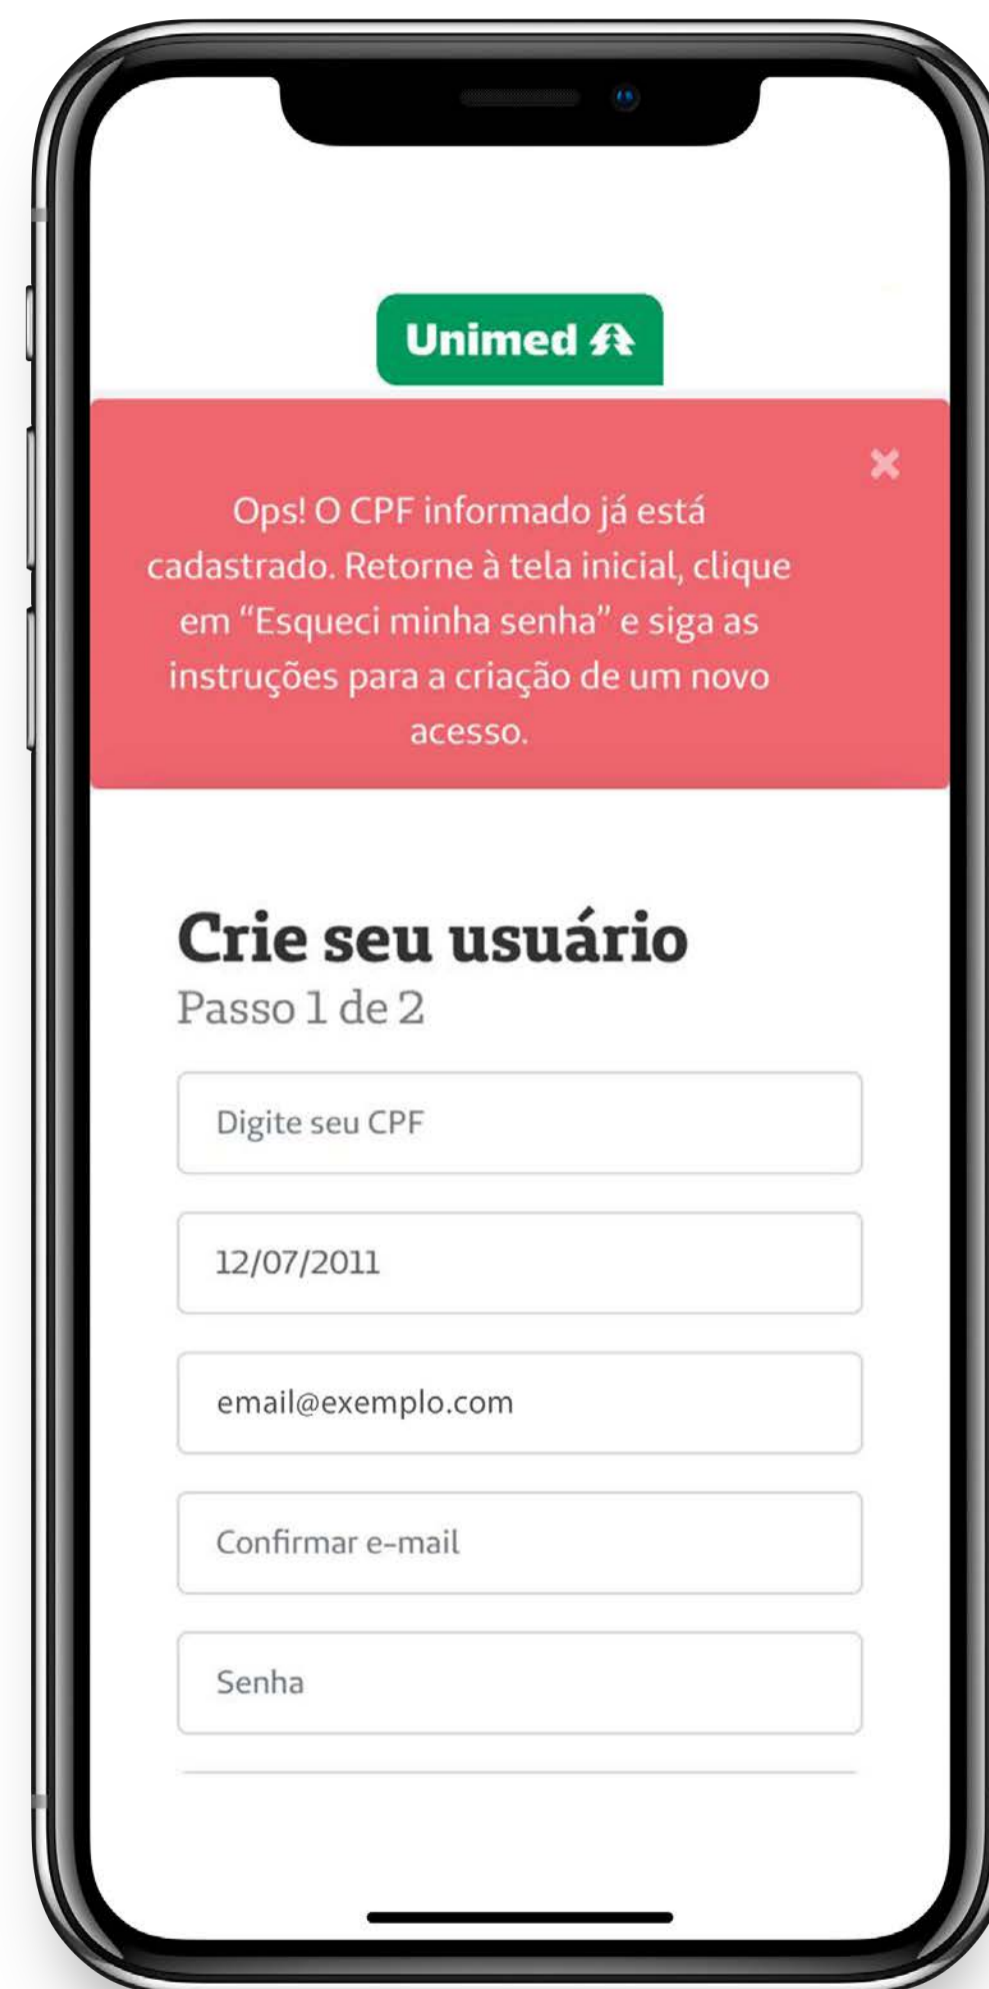 Unimed
Ops! O CPF informado já está
cadastrado. Retorne à tela inicial, clique
em “Esqueci minha senha” e siga as
instruções para a criação de um novo
acesso.
Crie seu usuário
Passo 1 de 2
Digite seu CPF
12/07/2011
email@exemplo.com
Confirmar e-mail
Senha